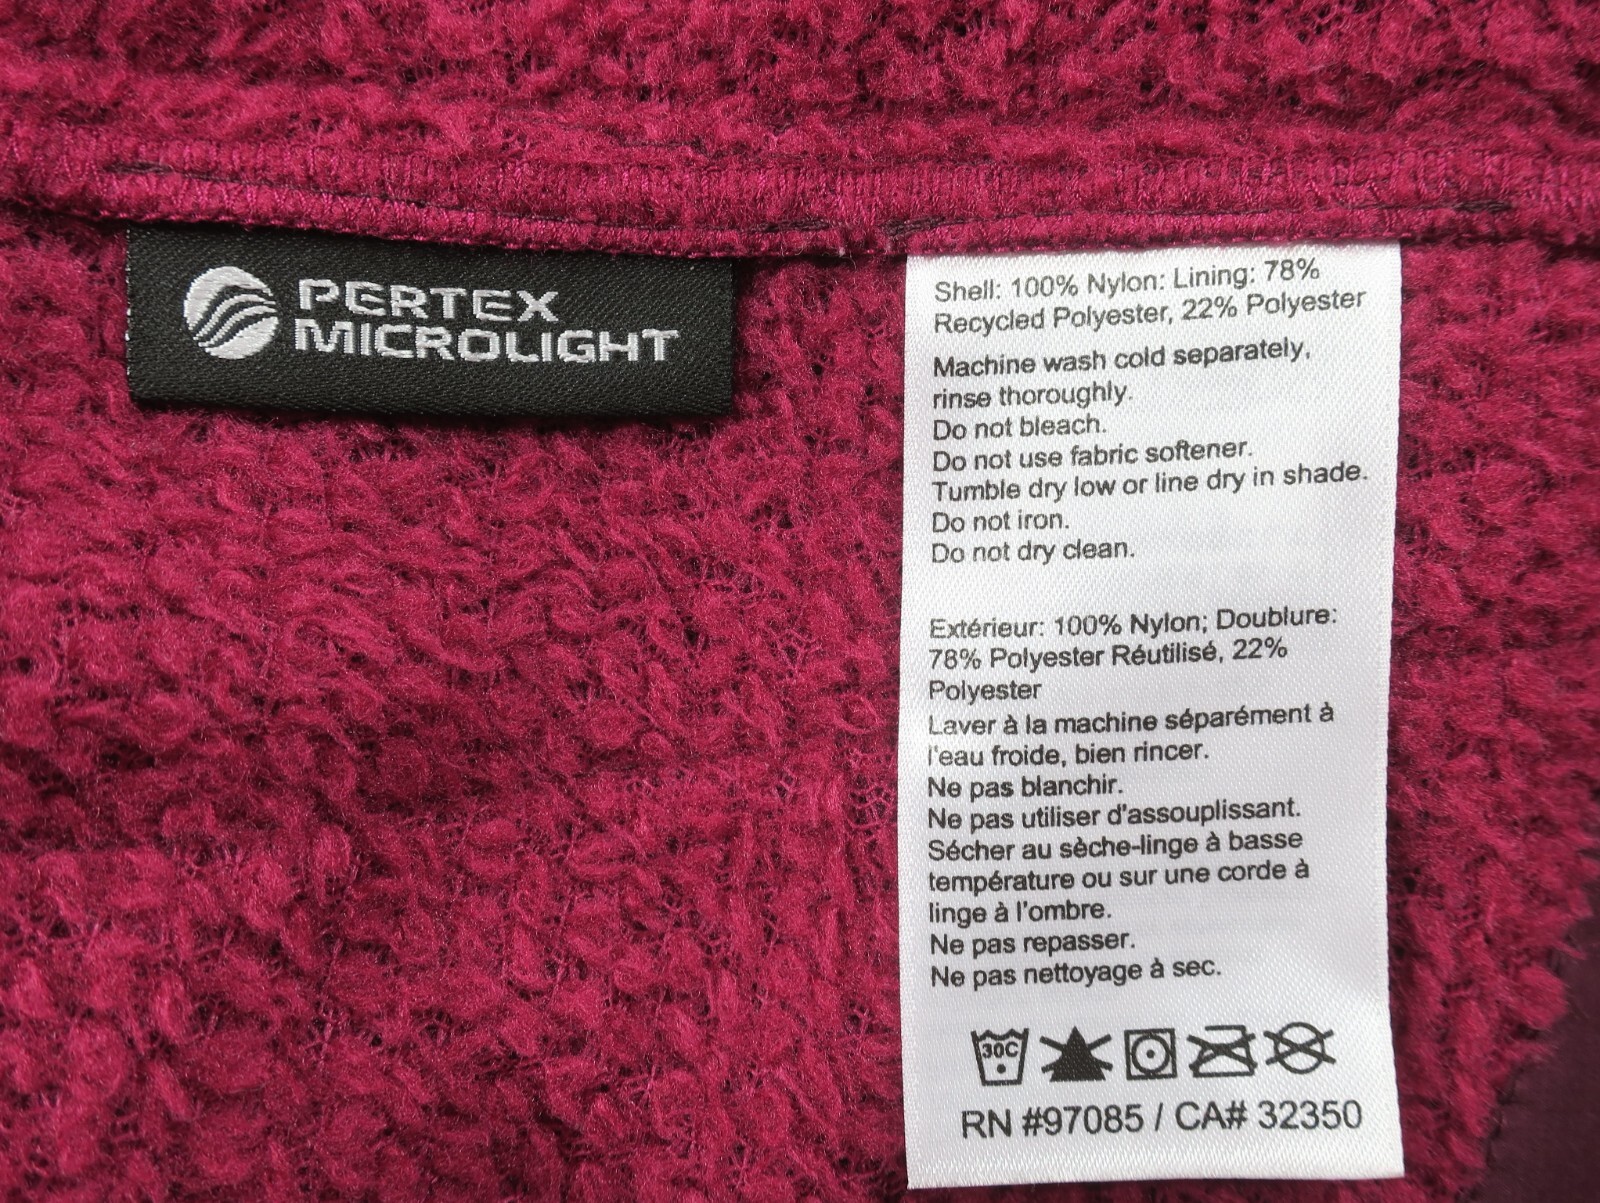 PERTEX
MICROLIGHT
Shell: 100% Nylon: Lining: 78%
Recycled Polyester, 22% Polyester
Machine wash cold separately,
rinse thoroughly.
Do not bleach.
Do not use fabric softener.
Tumble dry low or line dry in shade.
Do not iron.
Do not dry clean.
Extérieur: 100% Nylon; Doublure:
78% Polyester Réutilisé, 22%
Polyester
Laver à la machine séparément à
l'eau froide, bien rincer.
Ne pas blanchir.
Ne pas utiliser d'assouplissant.
Sécher au sèche-linge à basse
température ou sur une corde à
linge à l'ombre.
Ne pas repasser.
Ne pas nettoyage à sec.
30C
RN #97085 / CA# 32350